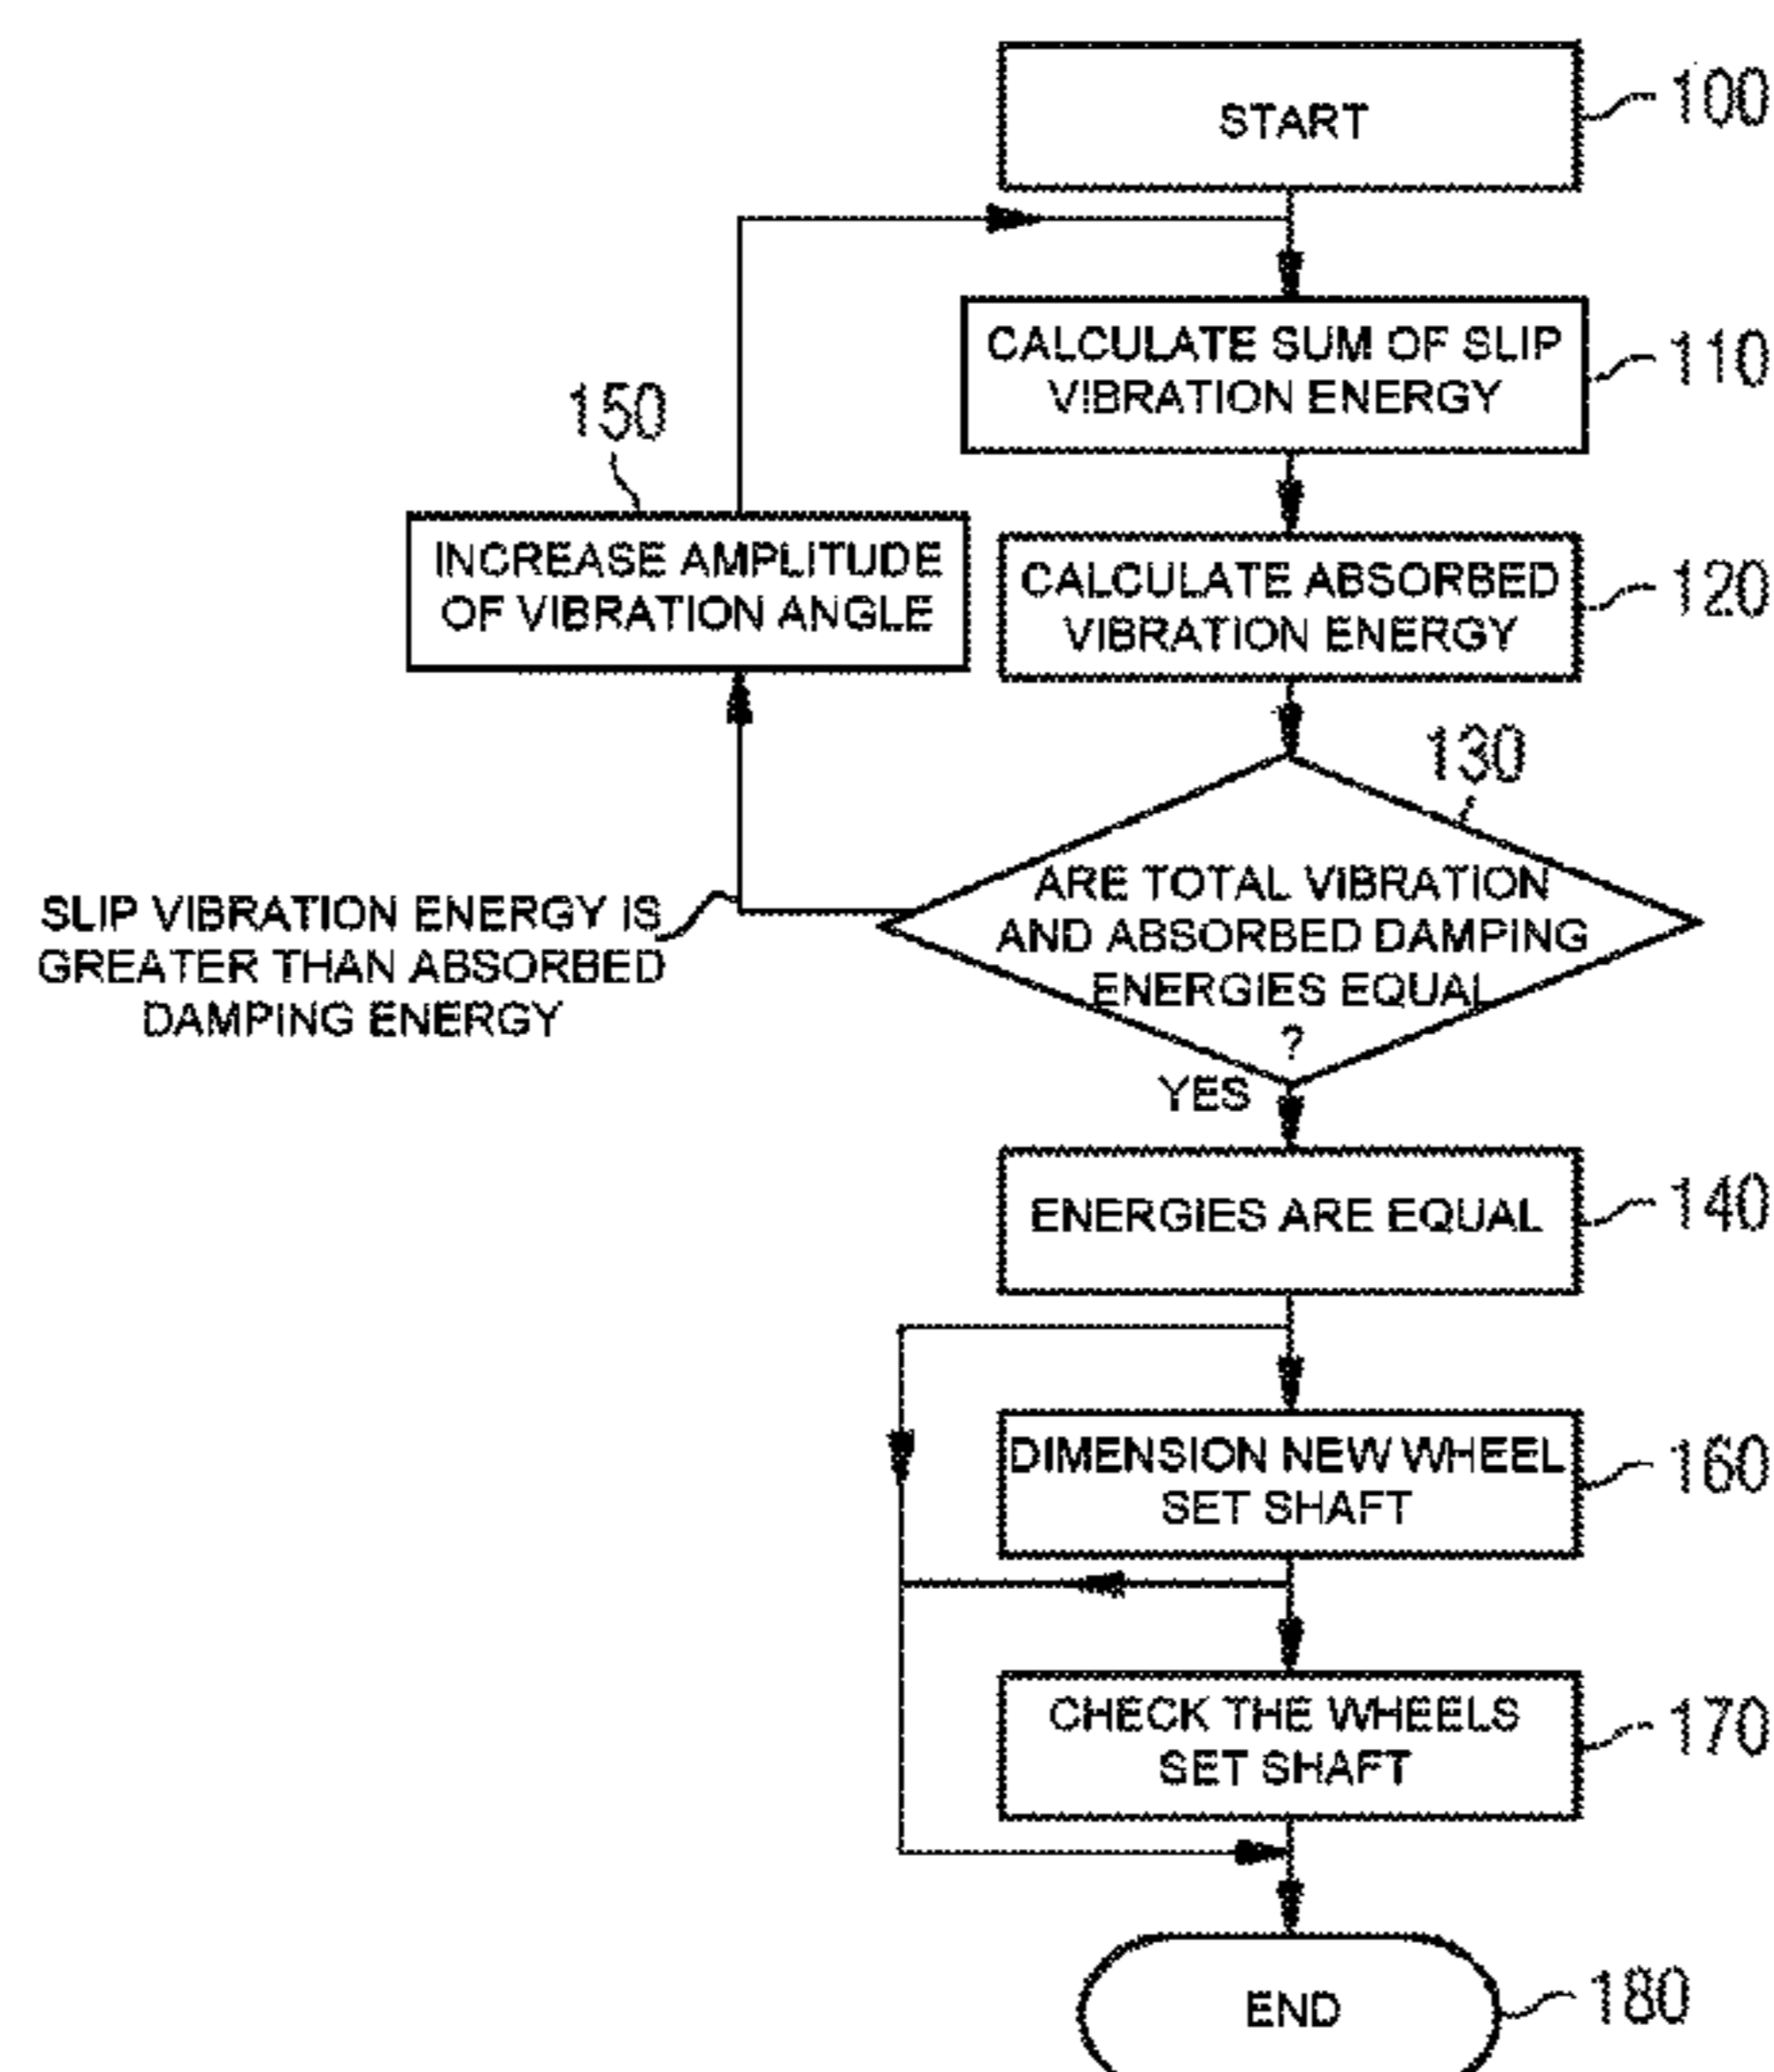 START
100
CALCULATE SUM OF SLIP
VIBRATION ENERGY
110
150
INCREASE AMPLITUDE
OF VIBRATION ANGLE
CALCULATE ABSORBED
VIBRATION ENERGY
120
130
ARE TOTAL VIBRATION
AND ABSORBED DAMPING
ENERGIES EQUAL
?
SLIP VIBRATION ENERGY IS
GREATER THAN ABSORBED
DAMPING ENERGY
YES
ENERGIES ARE EQUAL
140
DIMENSION NEW WHEEL
SET SHAFT
160
CHECK THE WHEELS
SET SHAFT
170
END
180